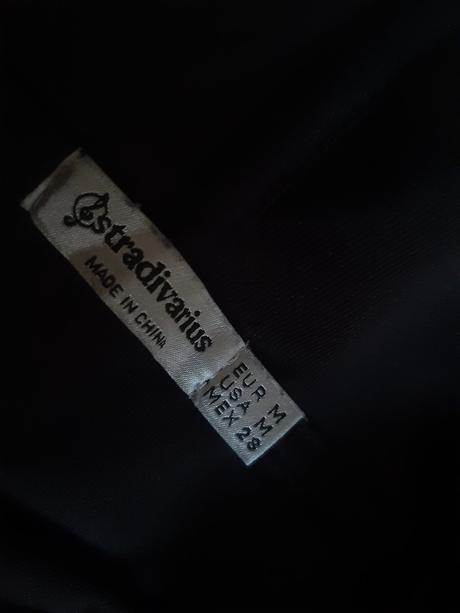 stradivarius
MADE IN CHINA
EUR M
USA M
MEX 28